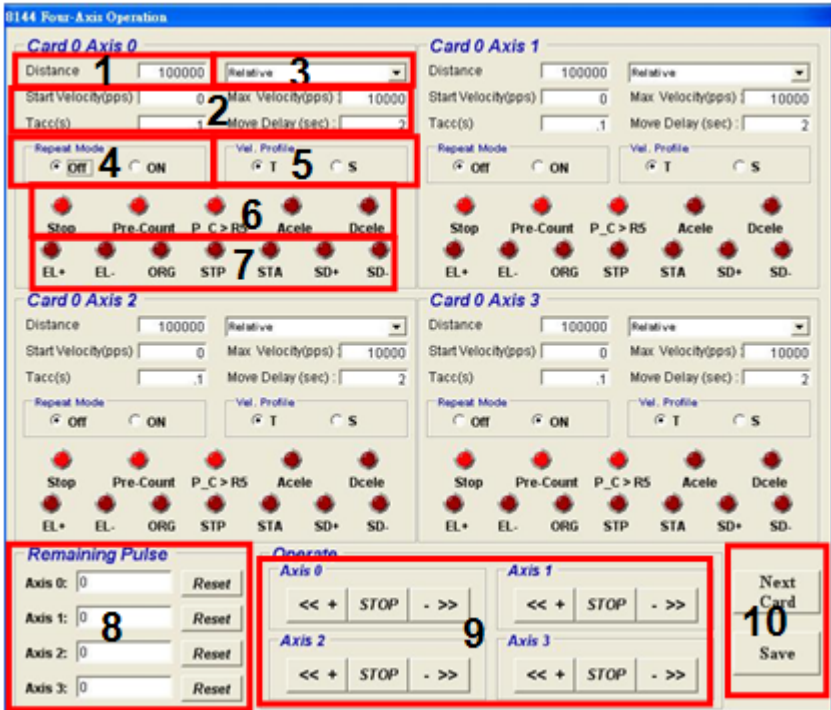 8144 Four-Axis Operation
Card 0 Axis 0
Distance 1 100000 Relative 3
Start Velocity(pps) 0 2 Max Velocity(pps) : 10000
Tacc(s) .1 Move Delay (sec) : 2
Repeat Mode Vel. Profile
Off 4 ON T 5 S
6
Stop Pre-Count P_C > R5 Acele Dcele
7
EL+ EL- ORG STP STA SD+ SD-
Card 0 Axis 1
Distance 100000 Relative
Start Velocity(pps) 0 Max Velocity(pps) 10000
Tacc(s) .1 Move Delay (sec) : 2
Repeat Mode Vel. Profile
Off ON T S
Stop Pre-Count P_C > R5 Acele Dcele
EL+ EL- ORG STP STA SD+ SD-
Card 0 Axis 2
Distance 100000 Relative
Start Velocity(pps) 0 Max Velocity(pps) 10000
Tacc(s) .1 Move Delay (sec) : 2
Repeat Mode Vel. Profile
Off ON T S
Stop Pre-Count P_C > R5 Acele Dcele
EL+ EL- ORG STP STA SD+ SD-
Card 0 Axis 3
Distance 100000 Relative
Start Velocity(pps) 0 Max Velocity(pps) 10000
Tacc(s) .1 Move Delay (sec) : 2
Repeat Mode Vel. Profile
Off ON T S
Stop Pre-Count P_C > R5 Acele Dcele
EL+ EL- ORG STP STA SD+ SD-
Remaining Pulse
Axis 0: 0 Reset
Axis 1: 0 Reset
8
Axis 2: 0 Reset
Axis 3: 0 Reset
Operate
Axis 0 Axis 1
<< + STOP - >> << + STOP - >>
9
Axis 2 Axis 3
<< + STOP - >> << + STOP - >>
Next
Card
10
Save